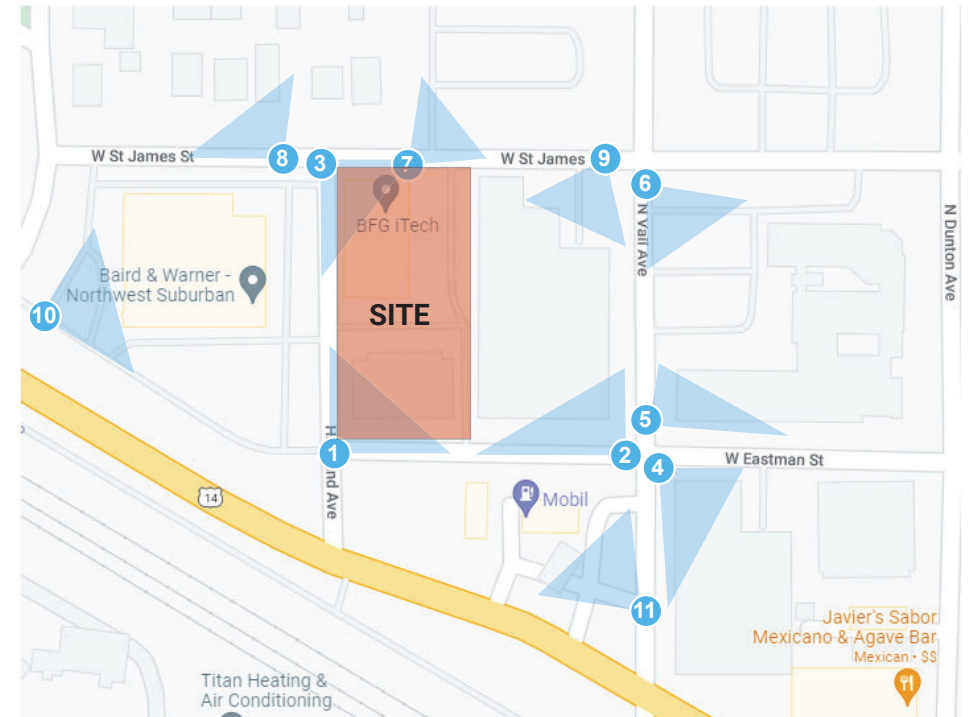 W St James St
8
3
7
W St James
9
6
BFG iTech
N Vail Ave
N Dunton Ave
Baird & Warner -
Northwest Suburban
10
SITE
1
5
2
4
W Eastman St
nd Ave
14
Mobil
11
Javier's Sabor
Mexicano & Agave Bar
Mexican · $$
Titan Heating &
Air Conditioning